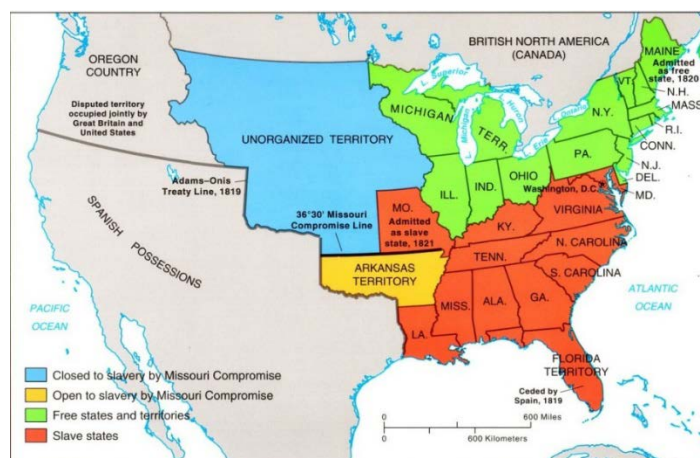 OREGON
COUNTRY
Disputed territory
occupied jointly by
Great Britain and
United States
BRITISH NORTH AMERICA
(CANADA)
MAINE
Admitted
as free
state, 1820
VT.
N.H.
MASS
N.Y.
R.I.
CONN.
PA.
N.J.
DEL.
MD.
L. Superior
L. Michigan
L. Huron
Ontario
Erie
MICHIGAN
TERR.
UNORGANIZED TERRITORY
Adams–Onis
Treaty Line, 1819
36°30' Missouri
Compromise Line
MO.
Admitted
as slave
state, 1821
ILL.
IND.
OHIO
Washington, D.C.
VIRGINIA
KY.
N. CAROLINA
TENN.
S. CAROLINA
ARKANSAS
TERRITORY
MISS.
ALA.
GA.
LA.
SPANISH POSSESSIONS
PACIFIC
OCEAN
ATLANTIC
OCEAN
FLORIDA
TERRITORY
Ceded by
Spain, 1819
Closed to slavery by Missouri Compromise
Open to slavery by Missouri Compromise
Free states and territories
Slave states
0
600 Miles
0
600 Kilometers